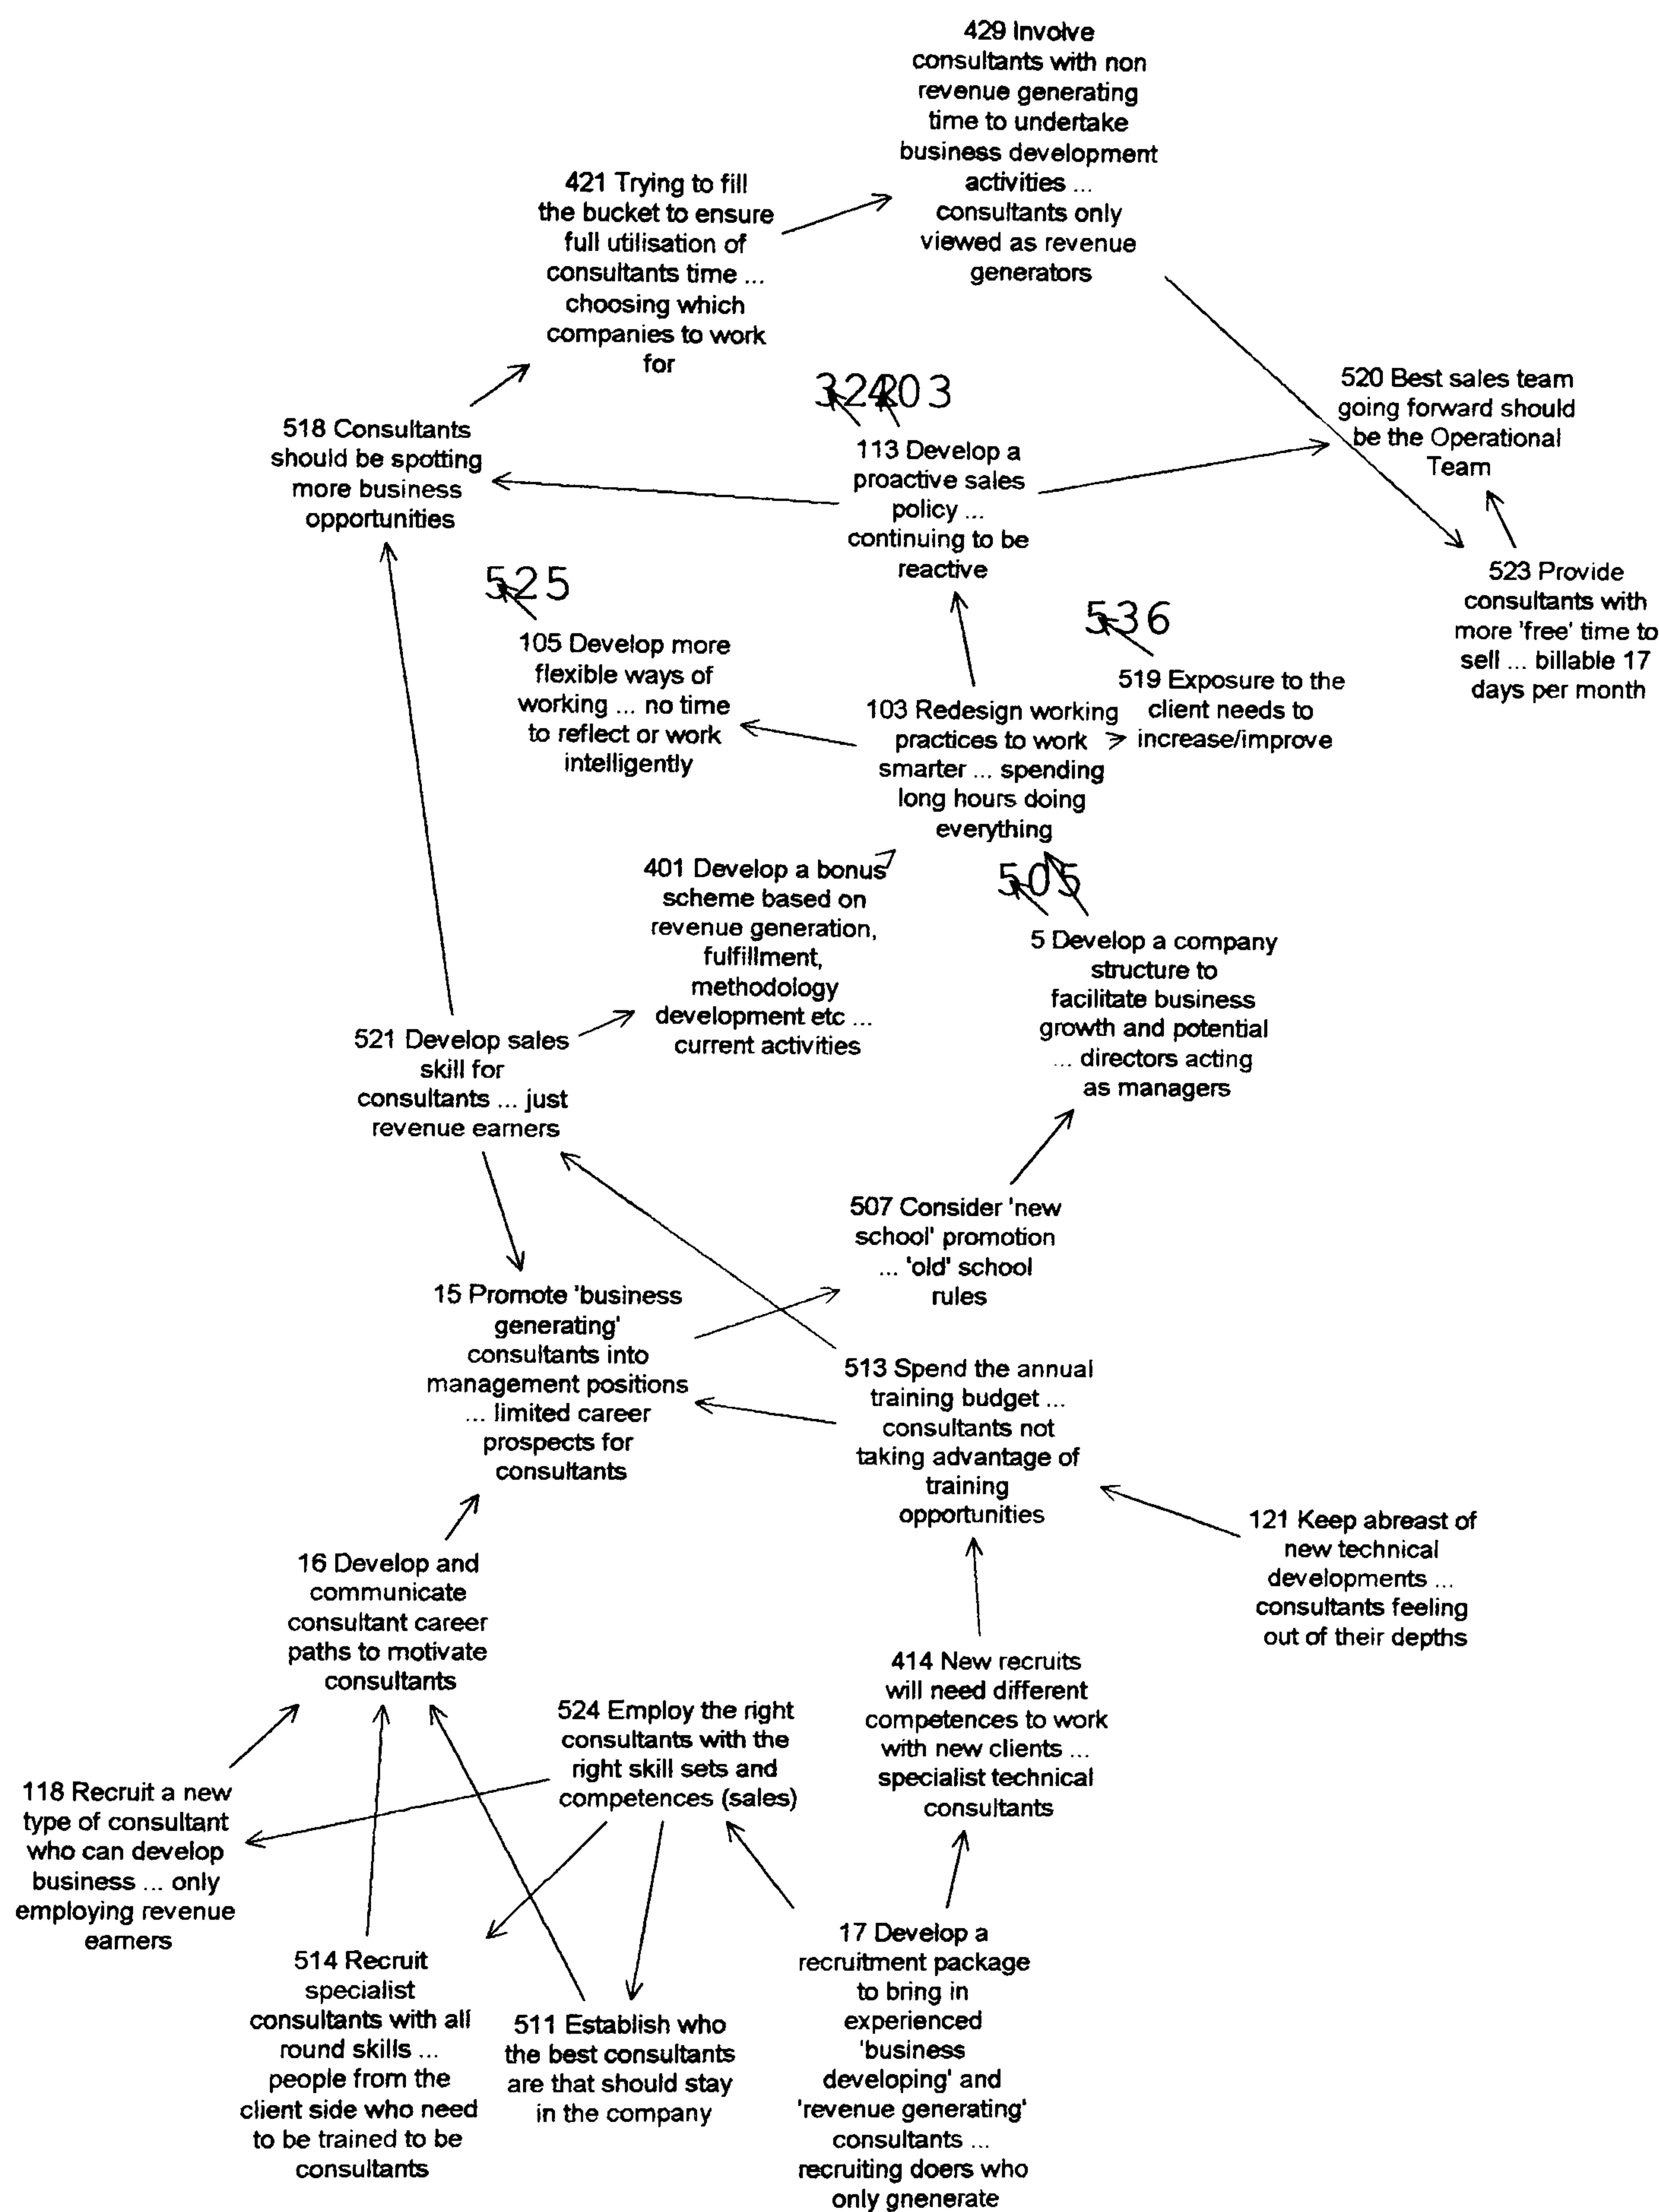 429 Involve
consultants with non
revenue generating
time to undertake
business development
activities ...
consultants only
viewed as revenue
generators
421 Trying to fill
the bucket to ensure
full utilisation of
consultants time ...
choosing which
companies to work
for
520 Best sales team
going forward should
be the Operational
Team
324
203
518 Consultants
should be spotting
more business
opportunities
113 Develop a
proactive sales
policy ...
continuing to be
reactive
523 Provide
consultants with
more 'free' time to
sell ... billable 17
days per month
525
105 Develop more
flexible ways of
working ... no time
to reflect or work
intelligently
536
519 Exposure to the
client needs to
increase/improve
103 Redesign working
practices to work
smarter ... spending
long hours doing
everything
401 Develop a bonus
scheme based on
revenue generation,
fulfillment,
methodology
development etc ...
current activities
505
5 Develop a company
structure to
facilitate business
growth and potential
... directors acting
as managers
521 Develop sales
skill for
consultants ... just
revenue earners
507 Consider 'new
school' promotion
... 'old' school
rules
15 Promote 'business
generating'
consultants into
management positions
... limited career
prospects for
consultants
513 Spend the annual
training budget ...
consultants not
taking advantage of
training
opportunities
121 Keep abreast of
new technical
developments ...
consultants feeling
out of their depths
16 Develop and
communicate
consultant career
paths to motivate
consultants
414 New recruits
will need different
competences to work
with new clients ...
specialist technical
consultants
524 Employ the right
consultants with the
right skill sets and
competences (sales)
118 Recruit a new
type of consultant
who can develop
business ... only
employing revenue
earners
514 Recruit
specialist
consultants with all
round skills ...
people from the
client side who need
to be trained to be
consultants
511 Establish who
the best consultants
are that should stay
in the company
17 Develop a
recruitment package
to bring in
experienced
'business
developing' and
'revenue generating'
consultants ...
recruiting doers who
only gnenerate